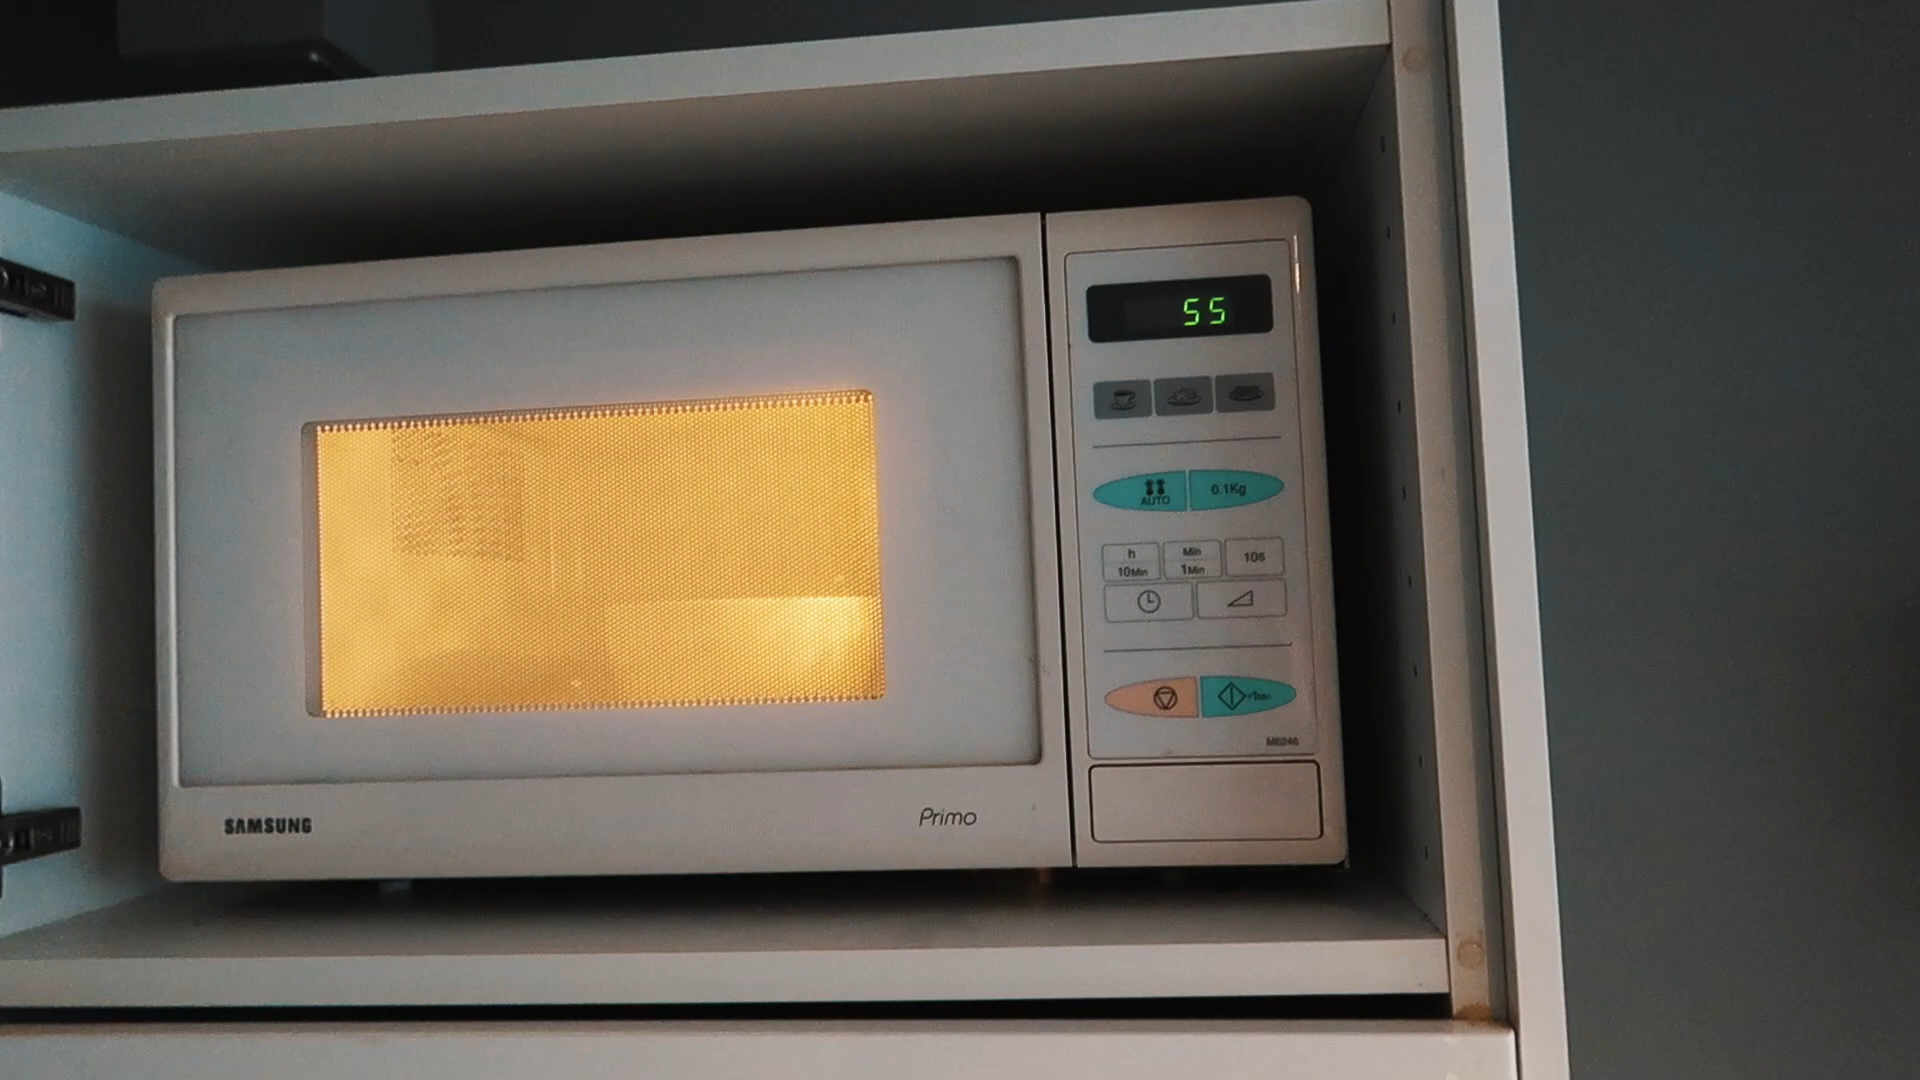 55
AUTO 0.1Kg
h Min 10s
10Min 1Min
SAMSUNG Primo